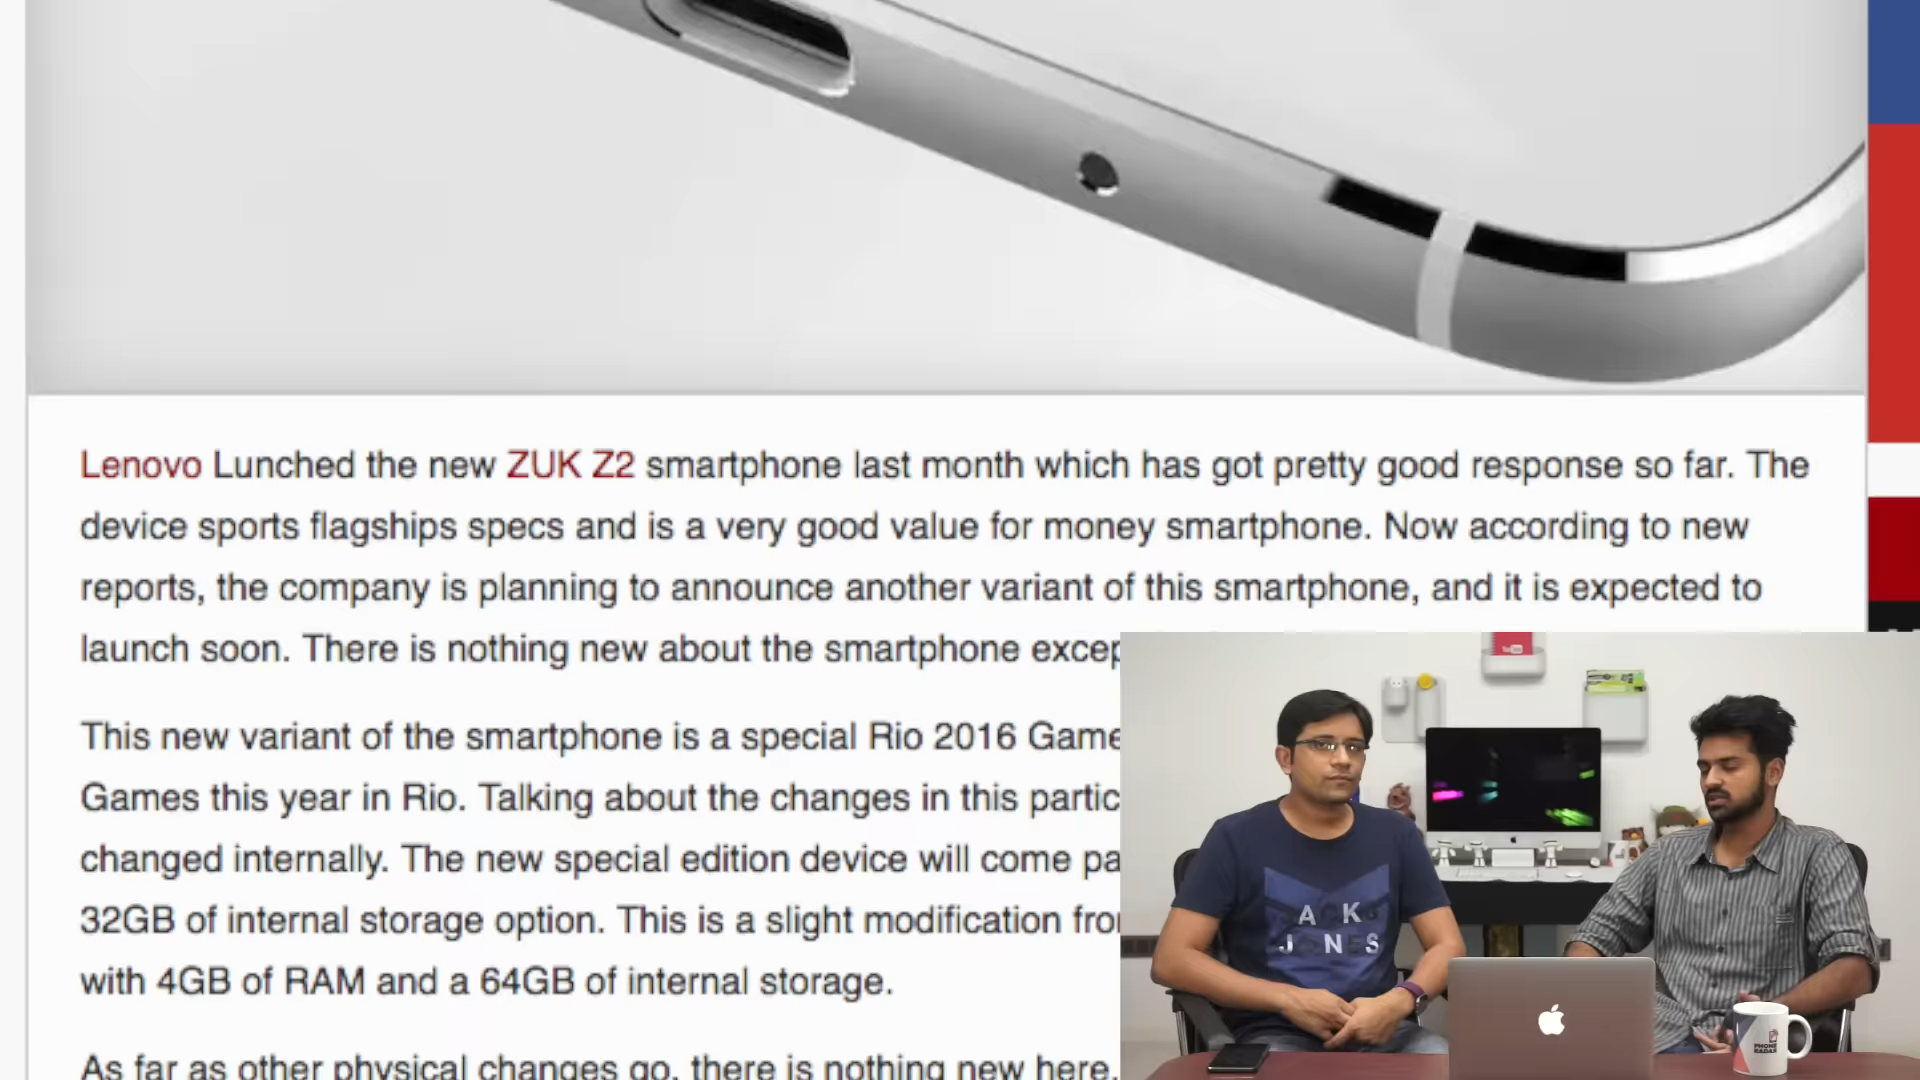 Lenovo Lunched the new ZUK Z2 smartphone last month which has got pretty good response so far. The
device sports flagships specs and is a very good value for money smartphone. Now according to new
reports, the company is planning to announce another variant of this smartphone, and it is expected to
launch soon. There is nothing new about the smartphone
This new variant of the smartphone is a special Rio 2016
Games this year in Rio. Talking about the changes in this
changed internally. The new special edition device will come
32GB of internal storage option. This is a slight modification
with 4GB of RAM and a 64GB of internal storage.
As far as other physical changes go, there is nothing new here.
You
JACK
JONES
PHONE
RADAR